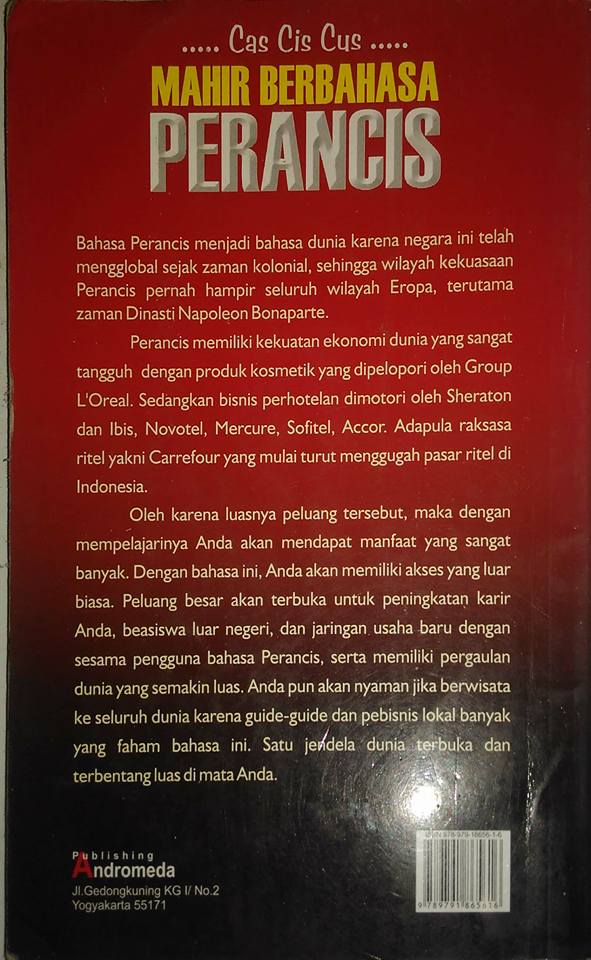 ..... Cas Cis Cus .....
MAHIR BERBAHASA
PERANCIS
Bahasa Perancis menjadi bahasa dunia karena negara ini telah
mengglobal sejak zaman kolonial, sehingga wilayah kekuasaan
Perancis pernah hampir seluruh wilayah Eropa, terutama
zaman Dinasti Napoleon Bonaparte.
Perancis memiliki kekuatan ekonomi dunia yang sangat
tangguh dengan produk kosmetik yang dipelopori oleh Group
L'Oreal. Sedangkan bisnis perhotelan dimotori oleh Sheraton
dan Ibis, Novotel, Mercure, Sofitel, Accor. Adapula raksasa
ritel yakni Carrefour yang mulai turut menggugah pasar ritel di
Indonesia.
Oleh karena luasnya peluang tersebut, maka dengan
mempelajarinya Anda akan mendapat manfaat yang sangat
banyak. Dengan bahasa ini, Anda akan memiliki akses yang luar
biasa. Peluang besar akan terbuka untuk peningkatan karir
Anda, beasiswa luar negeri, dan jaringan usaha baru dengan
sesama pengguna bahasa Perancis, serta memiliki pergaulan
dunia yang semakin luas. Anda pun akan nyaman jika berwisata
ke seluruh dunia karena guide-guide dan pebisnis lokal banyak
yang faham bahasa ini. Satu jendela dunia terbuka dan
terbentang luas di mata Anda.
Publishing
Andromeda
Jl.Gedongkuning KG I/ No.2
Yogyakarta 55171
ISBN 978-979-18656-1-6
9 789791 865616